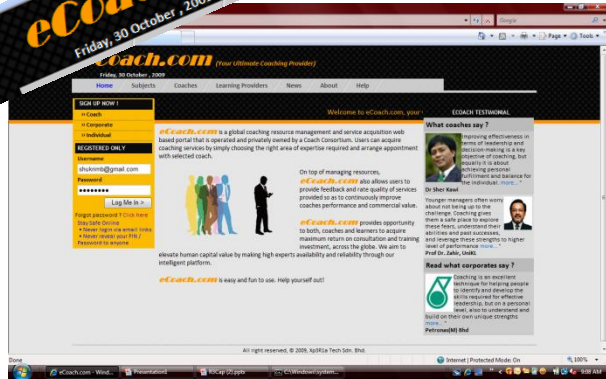 eCoach
Friday, 30 October , 200
Google
Page
Tools
Coach.com (Your Ultimate Coaching Provider)
Friday, 30 October , 2009
Home Subjects Coaches Learning Providers News About Help
SIGN UP NOW !
» Coach
» Corporate
» Individual
REGISTERED ONLY
Username
shukrimb@gmail.com
Password
Log Me In >
Forgot password ? Click here
Stay Safe Online
• Never login via email links
• Never reveal your PIN /
Password to anyone
Welcome to eCoach.com, your
eCoach.com is a global coaching resource management and service acquisition web
based portal that is operated and privately owned by a Coach Consortium. Users can acquire
coaching services by simply choosing the right area of expertise required and arrange appointment
with selected coach.
On top of managing resources,
eCoach.com also allows users to
provide feedback and rate quality of services
provided so as to continuously improve
coaches performance and commercial value.
eCoach.com provides opportunity
to both, coaches and learners to acquire
maximum return on consultation and training
investment, across the globe. We aim to
elevate human capital value by making high experts availability and reliability through our
intelligent platform.
eCoach.com is easy and fun to use. Help yourself out!
ECOACH TESTIMONIAL
What coaches say ?
Improving effectiveness in
terms of leadership and
decision-making is a key
objective of coaching, but
equally it is about
achieving personal
fulfilment and balance for
the individual. more... "
Dr Sher Kawi
Younger managers often worry
about not being up to the
challenge. Coaching gives
them a safe place to explore
these fears, understand their
abilities and past successes,
and leverage these strengths to higher
level of performance more... "
Prof Dr. Zahir, UniKL
Read what corporates say ?
Coaching is an excellent
technique for helping people
to identify and develop the
skills required for effective
leadership, but on a personal
level, also to understand and
build on their own unique strengths
more... "
Petronas(M) Bhd
All right reserved, © 2009, XpSR1a Tech Sdn. Bhd.
Done
Internet | Protected Mode: On
100%
eCoach.com - Wind...
Presentation1
RSCap (2).pptx
C:\Windows\system...
9:08 AM